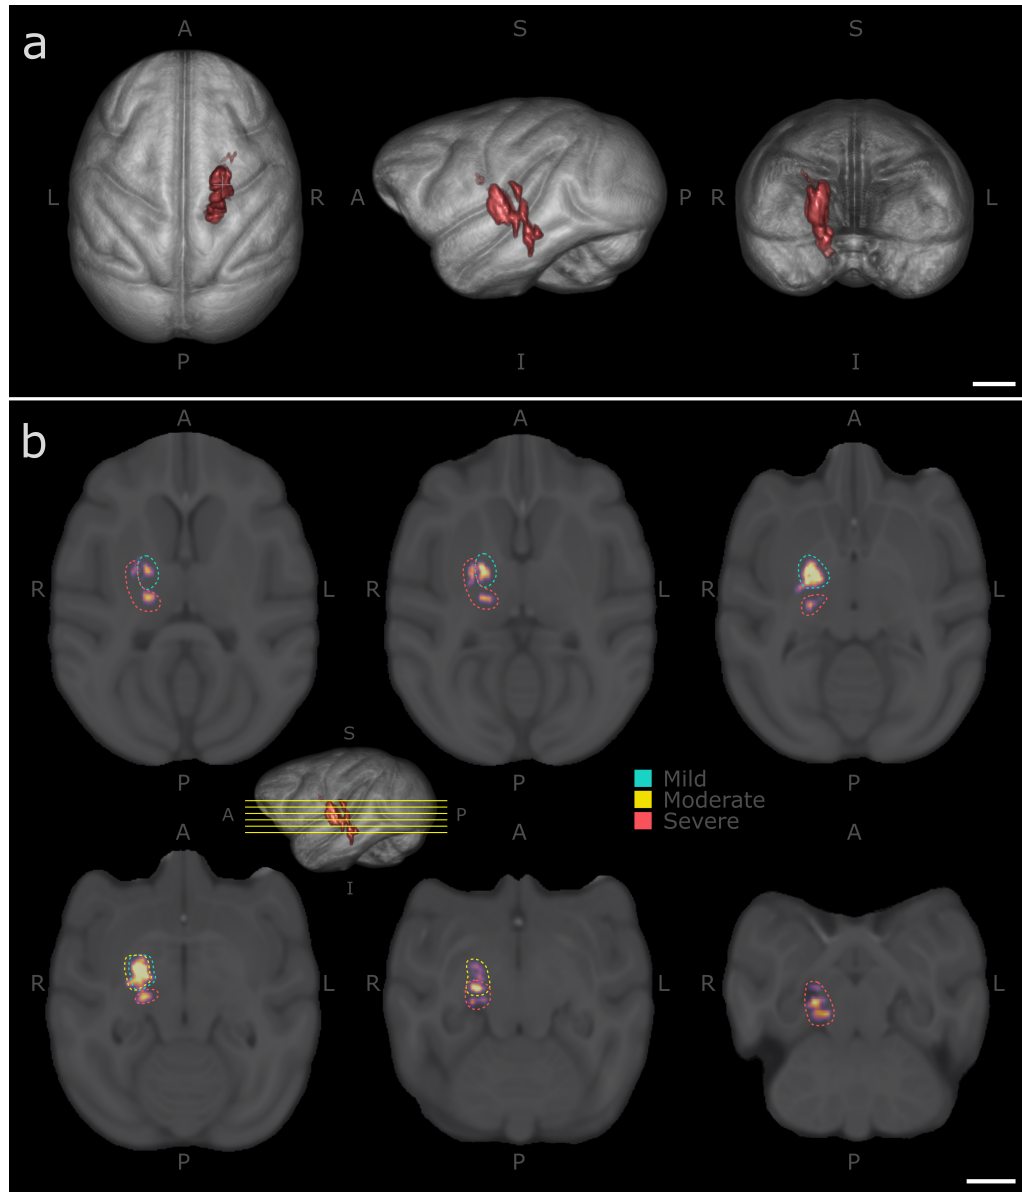 a
A S S
L R A P R L
P I I
b
A A A
R L R L R L
P P P
S
A P
I
Mild
Moderate
Severe
A A A
R L R L R L
P P P